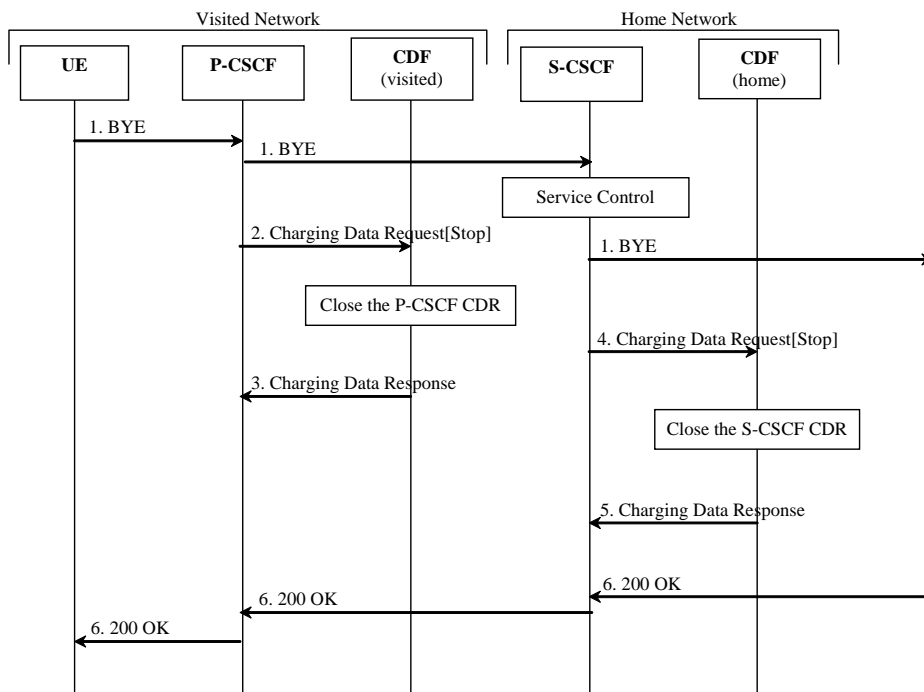 Visited Network
Home Network
UE
P-CSCF
CDF
(visited)
S-CSCF
CDF
(home)
1. BYE
1. BYE
Service Control
2. Charging Data Request[Stop]
1. BYE
Close the P-CSCF CDR
4. Charging Data Request[Stop]
3. Charging Data Response
Close the S-CSCF CDR
5. Charging Data Response
6. 200 OK
6. 200 OK
6. 200 OK